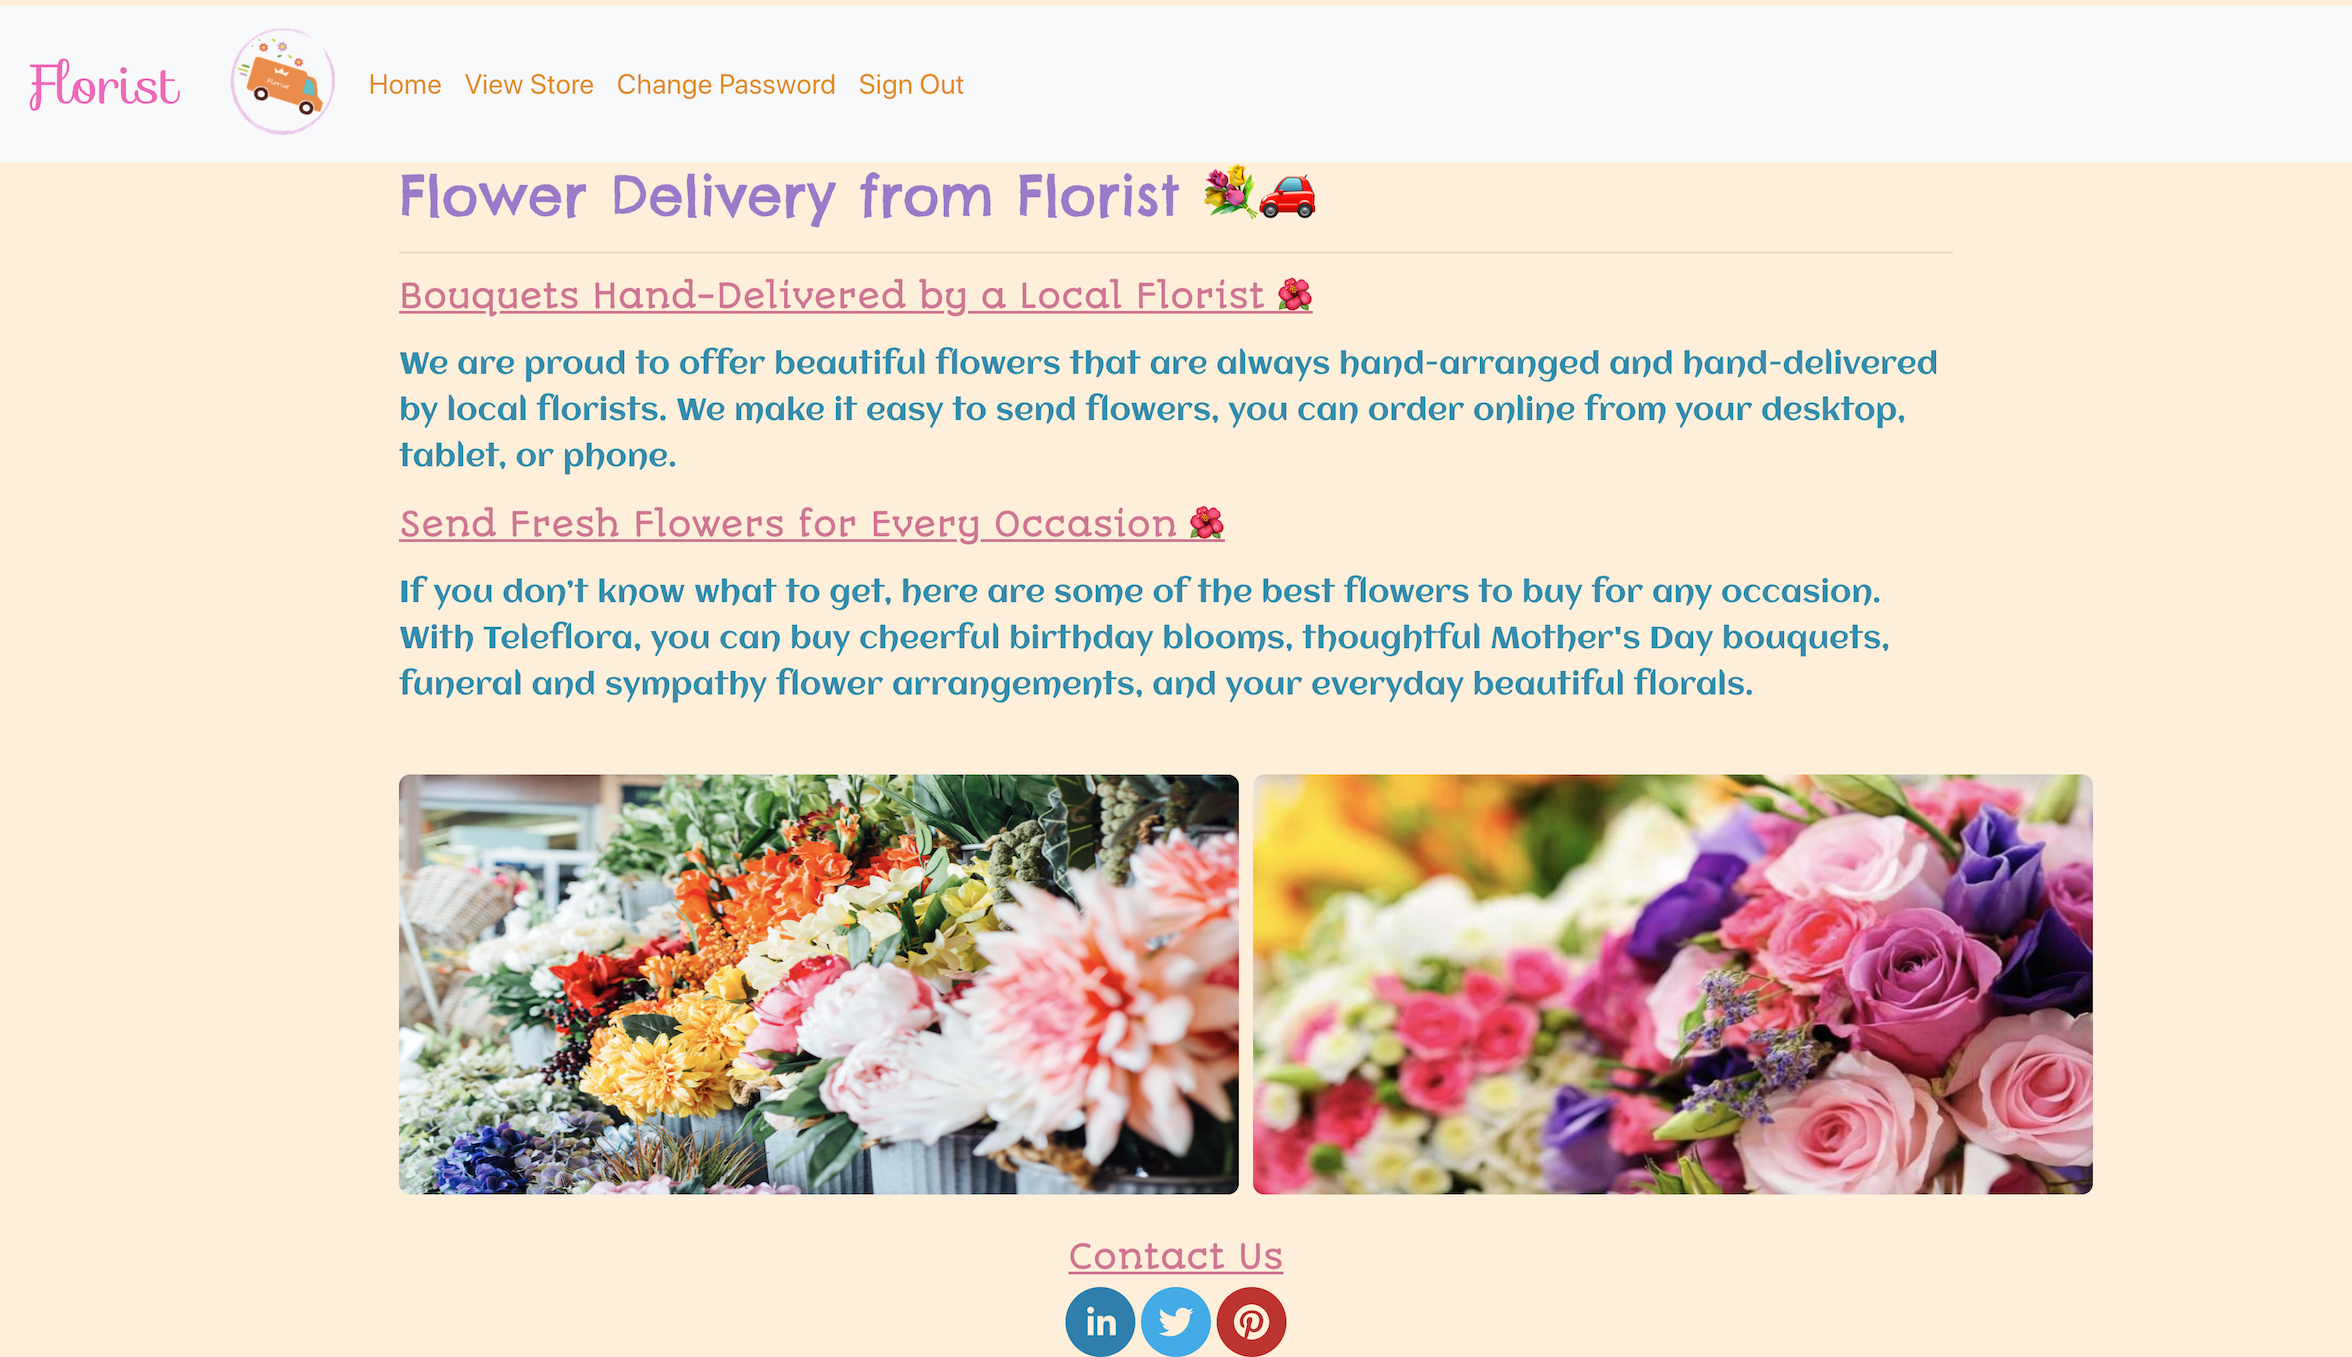 Florist
Florist
Home View Store Change Password Sign Out
Flower Delivery from Florist 💐🚗
Bouquets Hand-Delivered by a Local Florist 🌺
We are proud to offer beautiful flowers that are always hand-arranged and hand-delivered
by local florists. We make it easy to send flowers, you can order online from your desktop,
tablet, or phone.
Send Fresh Flowers for Every Occasion 🌺
If you don't know what to get, here are some of the best flowers to buy for any occasion.
With Teleflora, you can buy cheerful birthday blooms, thoughtful Mother's Day bouquets,
funeral and sympathy flower arrangements, and your everyday beautiful florals.
Contact Us
in